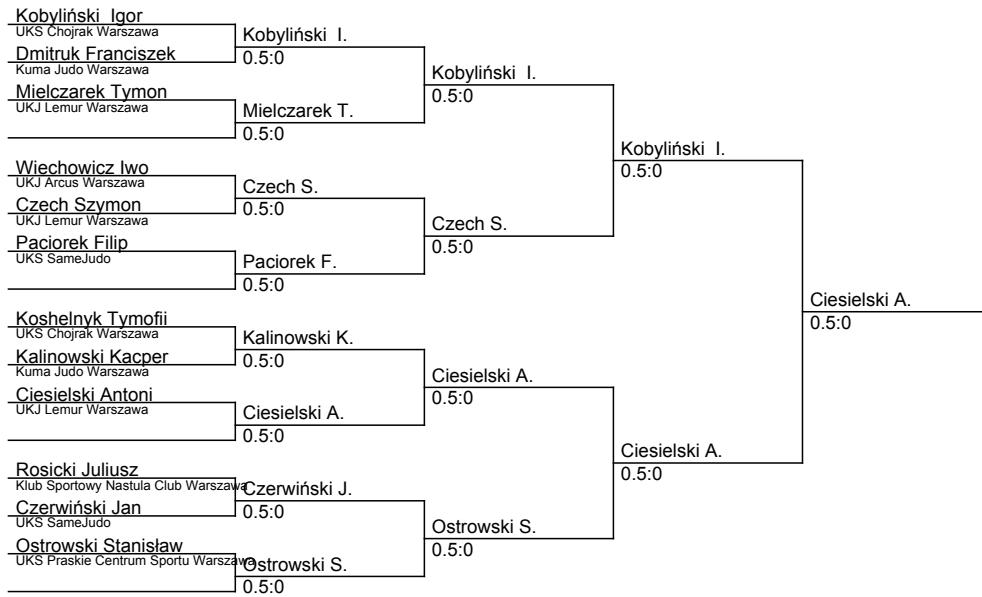 Kobyliński  Igor
UKS Chojrak Warszawa
Dmitruk Franciszek
Kuma Judo Warszawa
Mielczarek Tymon
UKJ Lemur Warszawa
Wiechowicz Iwo
UKJ Arcus Warszawa
Czech Szymon
UKJ Lemur Warszawa
Paciorek Filip
UKS SameJudo
Koshelnyk Tymofii
UKS Chojrak Warszawa
Kalinowski Kacper
Kuma Judo Warszawa
Ciesielski Antoni
UKJ Lemur Warszawa
Rosicki Juliusz
Klub Sportowy Nastula Club Warszawa
Czerwiński Jan
UKS SameJudo
Ostrowski Stanisław
UKS Praskie Centrum Sportu Warszawa
Kobyliński  I.
0.5:0
Mielczarek T.
0.5:0
Czech S.
0.5:0
Paciorek F.
0.5:0
Kalinowski K.
0.5:0
Ciesielski A.
0.5:0
Czerwiński J.
0.5:0
Ostrowski S.
0.5:0
Kobyliński  I.
0.5:0
Czech S.
0.5:0
Ciesielski A.
0.5:0
Ostrowski S.
0.5:0
Kobyliński  I.
0.5:0
Ciesielski A.
0.5:0
Ciesielski A.
0.5:0